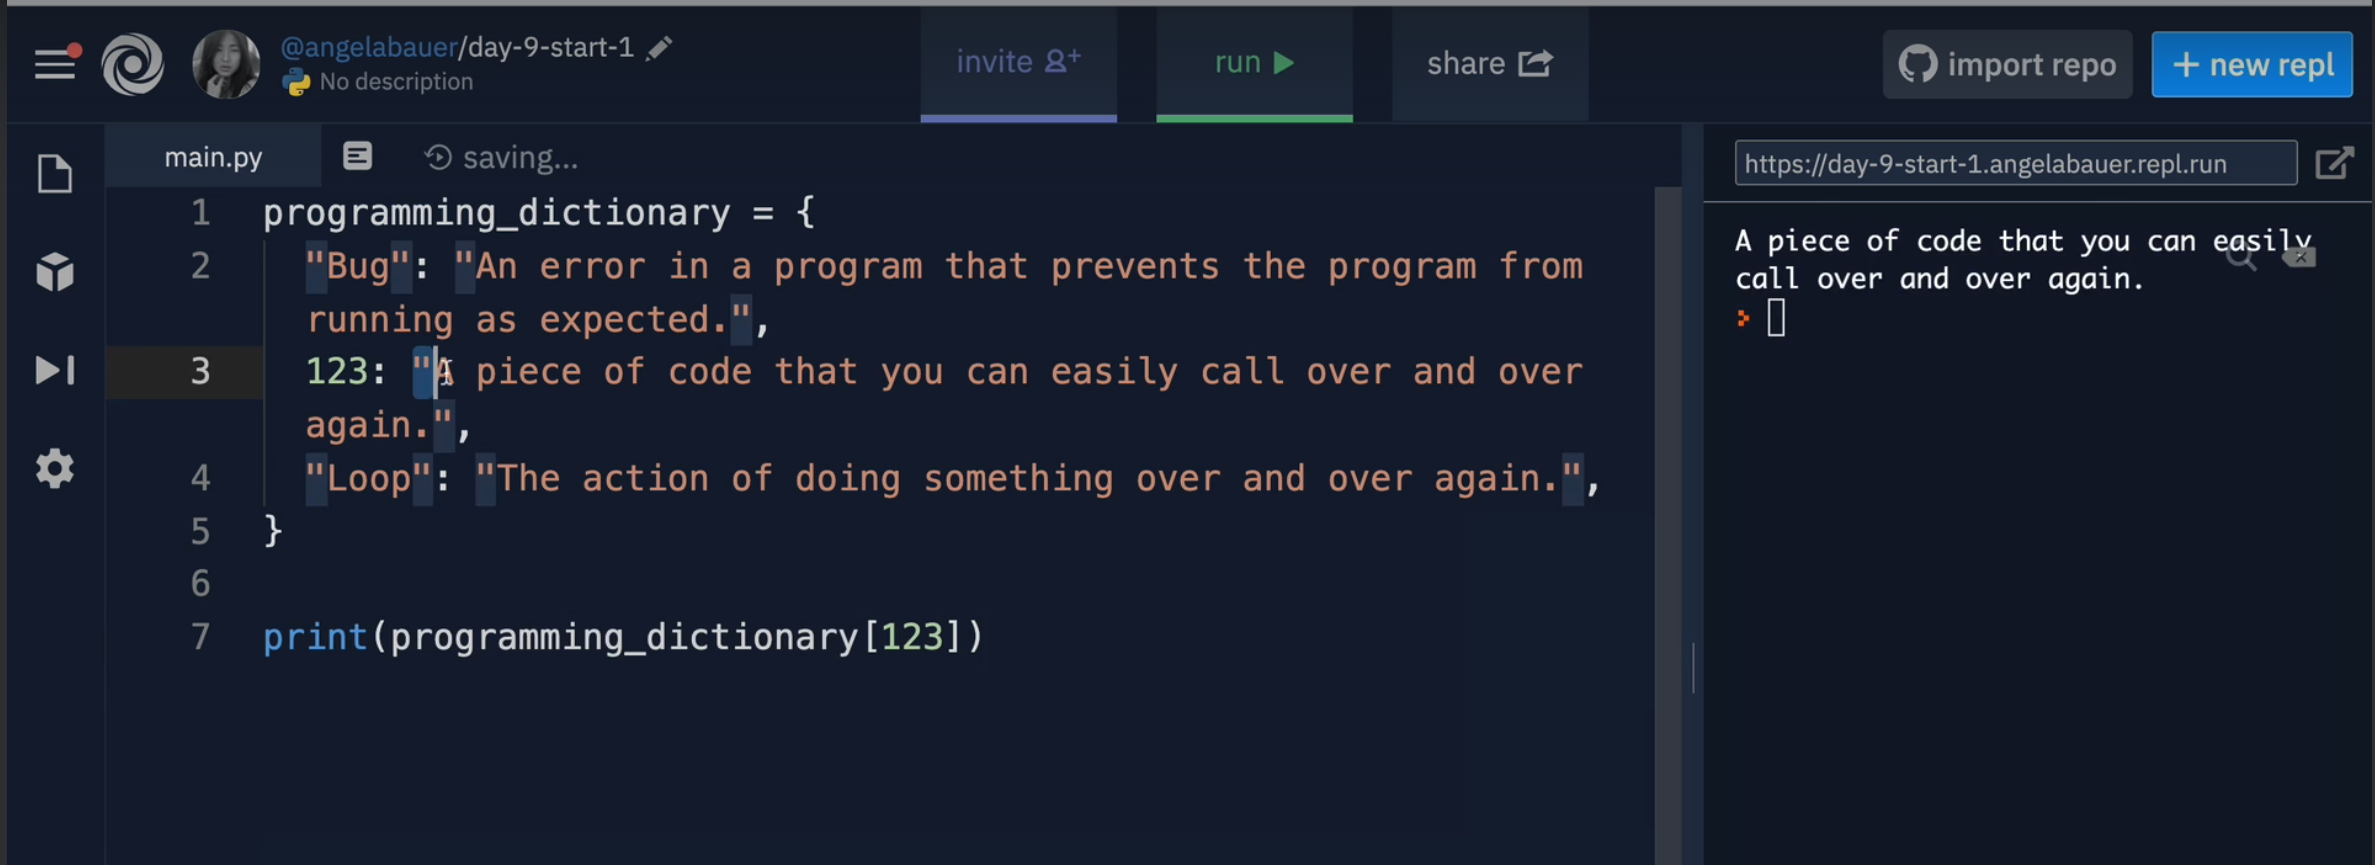 @angelabauer/day-9-start-1
No description
invite
run
share
import repo
+ new repl
main.py
saving...
https://day-9-start-1.angelabauer.repl.run
1 programming_dictionary = {
2 "Bug": "An error in a program that prevents the program from
running as expected.",
3 123: "A piece of code that you can easily call over and over
again.",
4 "Loop": "The action of doing something over and over again.",
5 }
6
7 print(programming_dictionary[123])
A piece of code that you can easily
call over and over again.